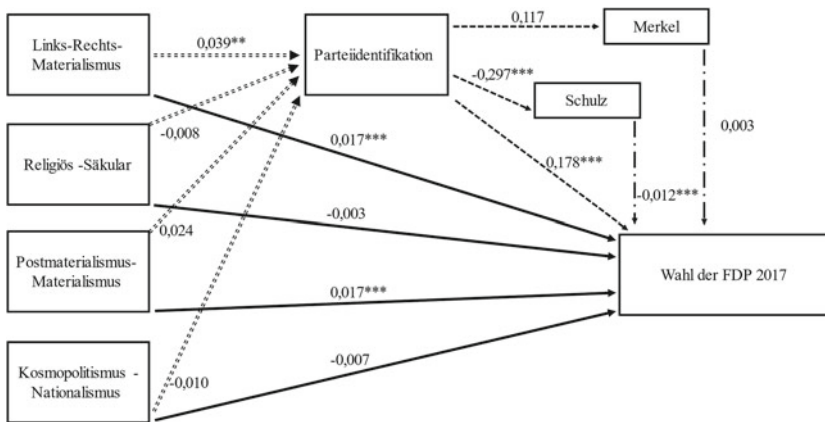 Links-Rechts-
Materialismus
0,039**
Parteiidentifikation
0,117
Merkel
-0,297***
Schulz
-0,008
Religiös -Säkular
0,017***
0,003
0,178***
-0,012***
-0,003
0,024
Postmaterialismus-
Materialismus
Wahl der FDP 2017
0,017***
-0,007
Kosmopolitismus -
Nationalismus
-0,010